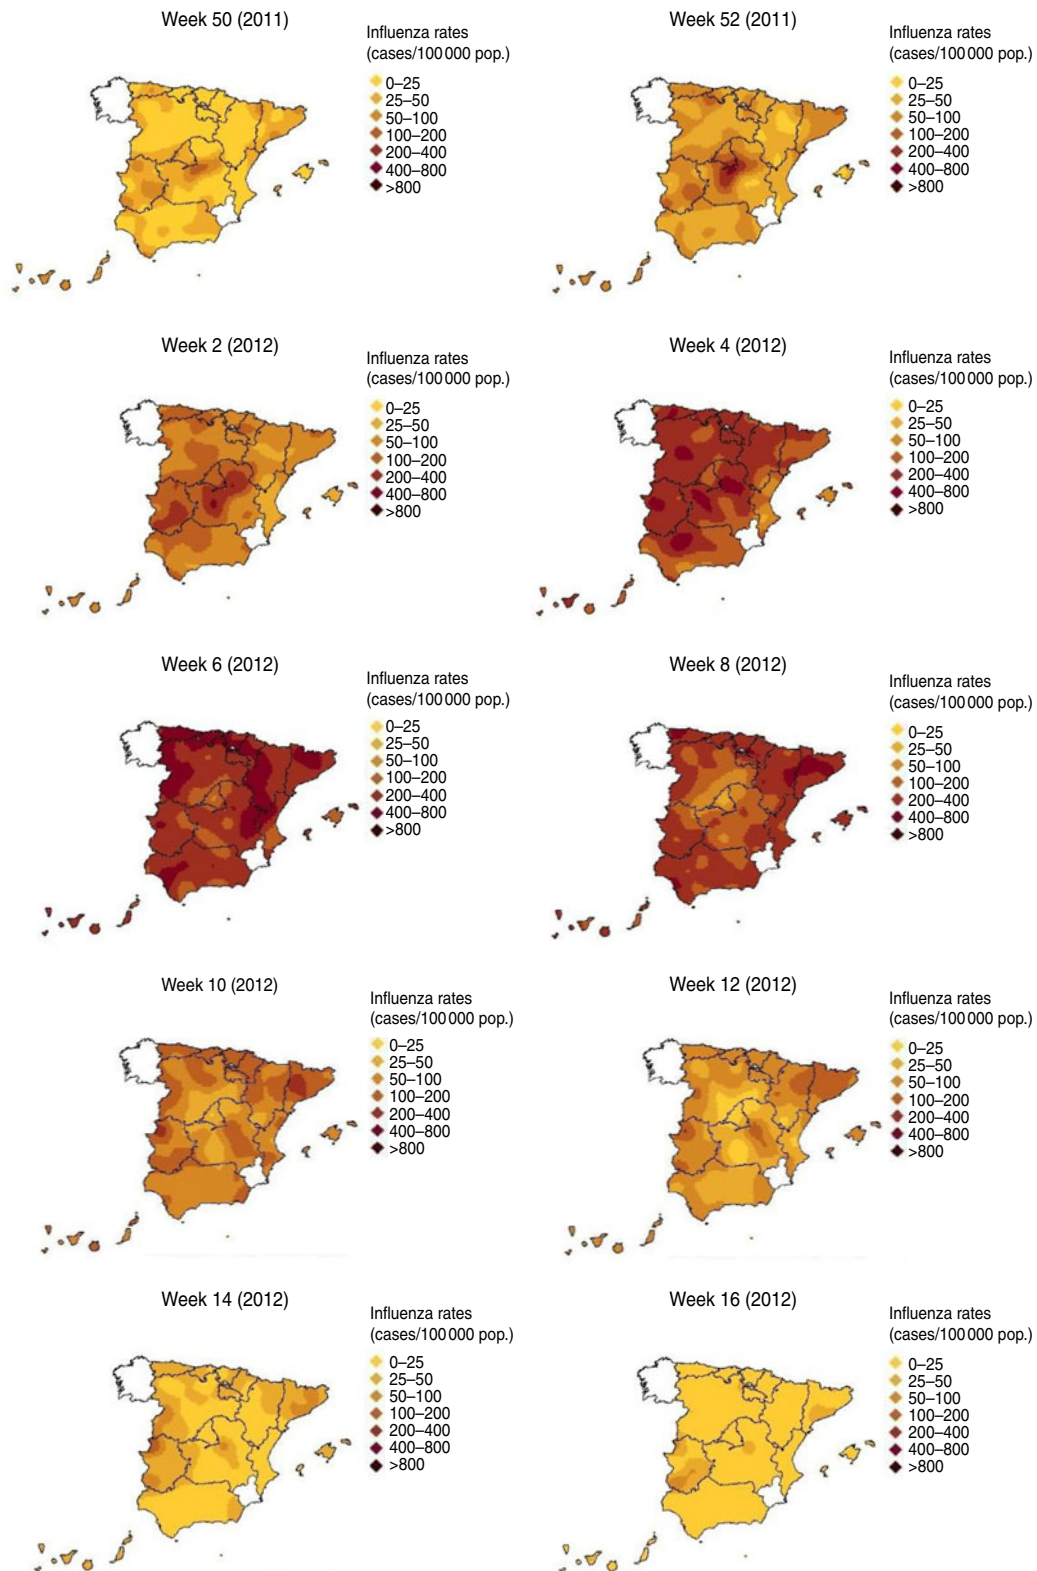 Week 50 (2011)
Influenza rates
(cases/100 000 pop.)
0–25
25–50
50–100
100–200
200–400
400–800
>800
Week 52 (2011)
Influenza rates
(cases/100 000 pop.)
0–25
25–50
50–100
100–200
200–400
400–800
>800
Week 2 (2012)
Influenza rates
(cases/100 000 pop.)
0–25
25–50
50–100
100–200
200–400
400–800
>800
Week 4 (2012)
Influenza rates
(cases/100 000 pop.)
0–25
25–50
50–100
100–200
200–400
400–800
>800
Week 6 (2012)
Influenza rates
(cases/100 000 pop.)
0–25
25–50
50–100
100–200
200–400
400–800
>800
Week 8 (2012)
Influenza rates
(cases/100 000 pop.)
0–25
25–50
50–100
100–200
200–400
400–800
>800
Week 10 (2012)
Influenza rates
(cases/100 000 pop.)
0–25
25–50
50–100
100–200
200–400
400–800
>800
Week 12 (2012)
Influenza rates
(cases/100 000 pop.)
0–25
25–50
50–100
100–200
200–400
400–800
>800
Week 14 (2012)
Influenza rates
(cases/100 000 pop.)
0–25
25–50
50–100
100–200
200–400
400–800
>800
Week 16 (2012)
Influenza rates
(cases/100 000 pop.)
0–25
25–50
50–100
100–200
200–400
400–800
>800